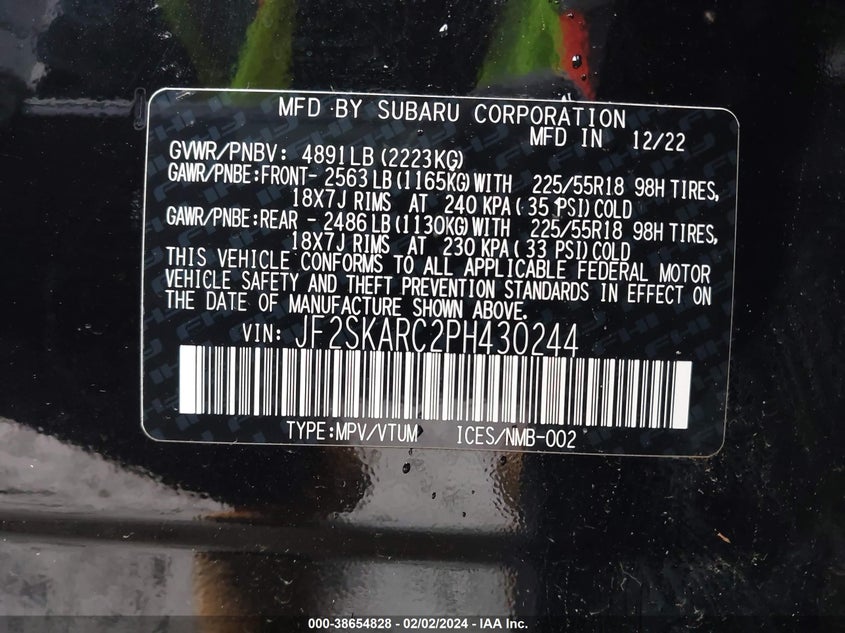 MFD BY SUBARU CORPORATION
MFD IN 12/22
GVWR/PNBV: 4891LB (2223KG)
GAWR/PNBE:FRONT- 2563LB(1165KG)WITH 225/55R18 98H TIRES,
18X7J RIMS AT 240 KPA( 35 PSI)COLD
GAWR/PNBE:REAR - 2486LB(1130KG)WITH 225/55R18 98H TIRES,
18X7J RIMS AT 230 KPA( 33 PSI)COLD
THIS VEHICLE CONFORMS TO ALL APPLICABLE FEDERAL MOTOR
VEHICLE SAFETY AND THEFT PREVENTION STANDARDS IN EFFECT ON
THE DATE OF MANUFACTURE SHOWN ABOVE.
VIN: JF2SKARC2PH430244
TYPE:MPV/VTUM ICES/NMB-002
000-38654828 - 02/02/2024 - IAA Inc.